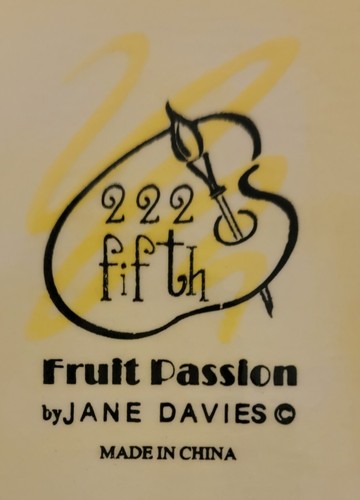 222
fifth
Fruit Passion
by JANE DAVIES ©
MADE IN CHINA